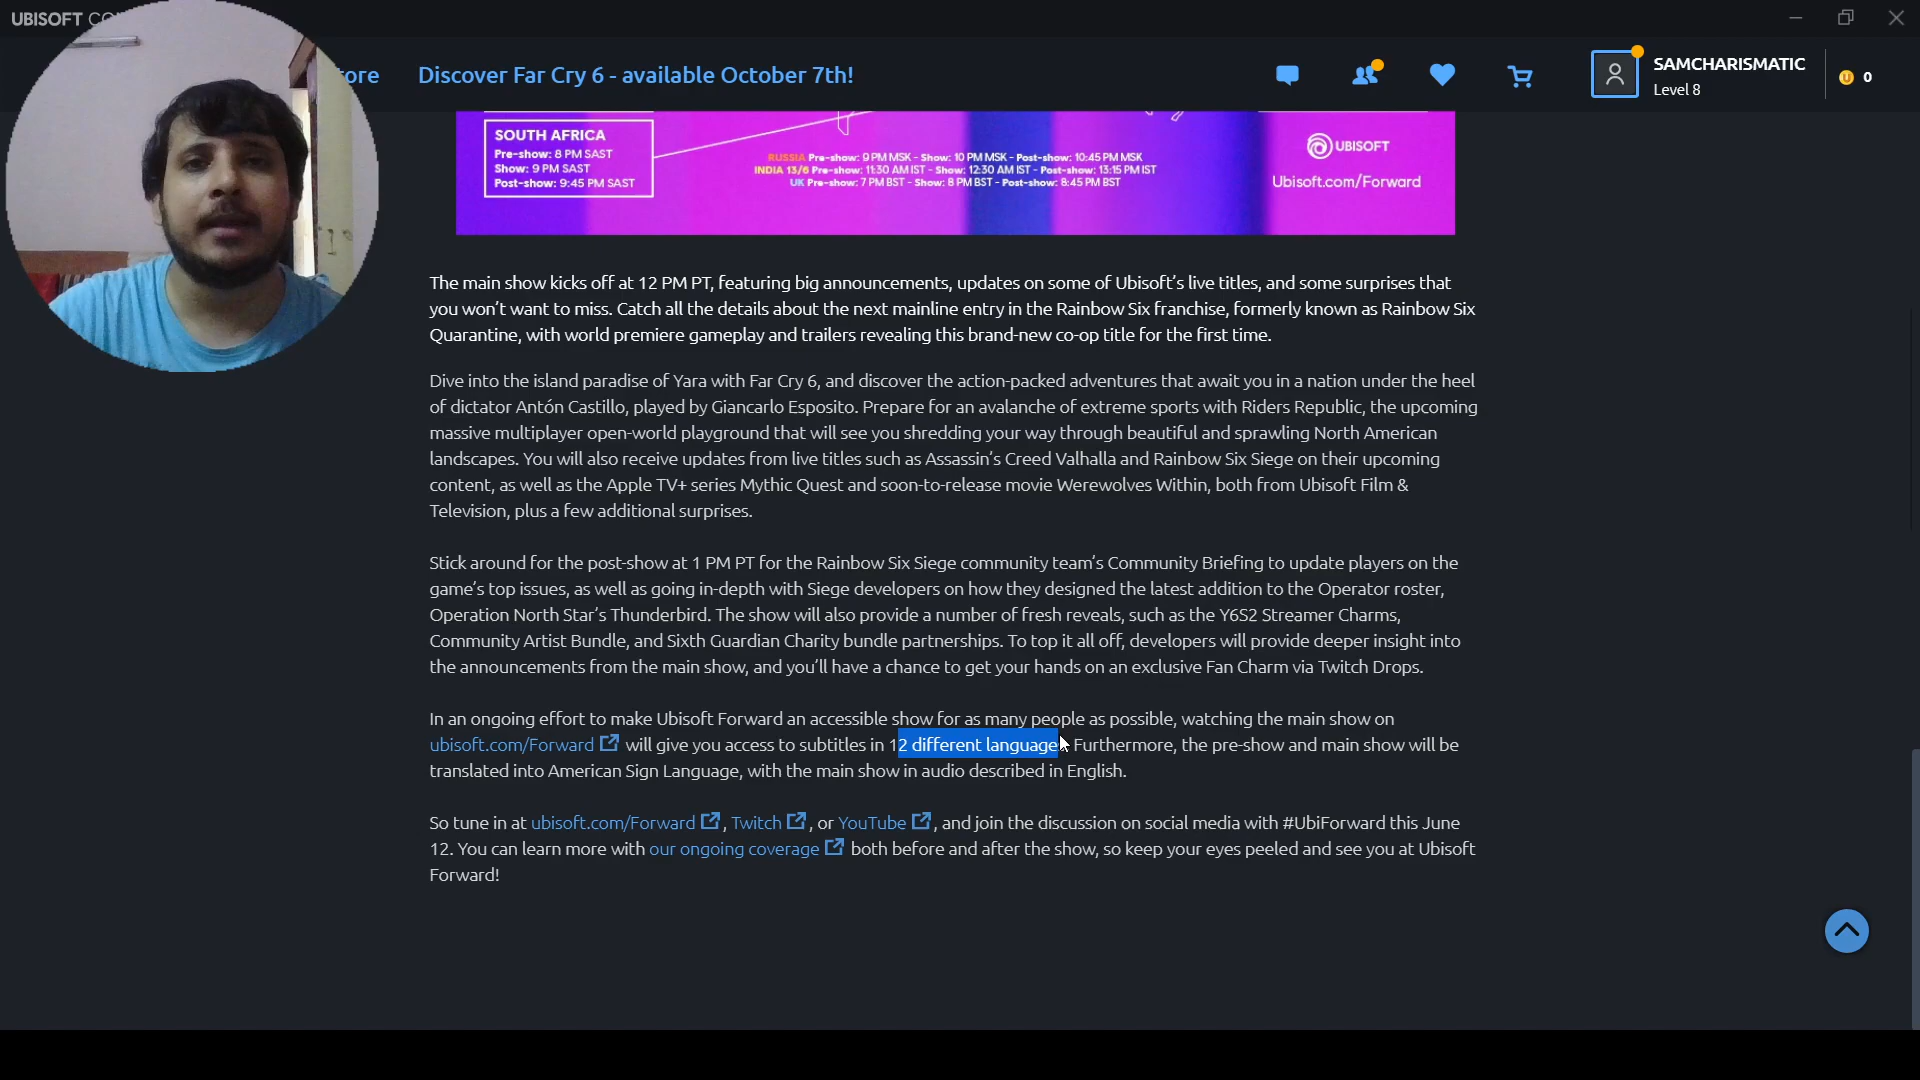 UBISOFT CO
tore
Discover Far Cry 6 - available October 7th!
SAMCHARISMATIC
Level 8
0
SOUTH AFRICA
Pre-show: 8 PM SAST
Show: 9 PM SAST
Post-show: 9:45 PM SAST
RUSSIA Pre-show: 9 PM MSK - Show: 10 PM MSK - Post-show: 10:45 PM MSK
INDIA 13/6 Pre-show: 11:30 AM IST - Show: 12:30 AM IST - Post-show: 13:15 PM IST
UK Pre-show: 7 PM BST - Show: 8 PM BST - Post-show: 8:45 PM BST
UBISOFT
Ubisoft.com/Forward
The main show kicks off at 12 PM PT, featuring big announcements, updates on some of Ubisoft's live titles, and some surprises that
you won't want to miss. Catch all the details about the next mainline entry in the Rainbow Six franchise, formerly known as Rainbow Six
Quarantine, with world premiere gameplay and trailers revealing this brand-new co-op title for the first time.
Dive into the island paradise of Yara with Far Cry 6, and discover the action-packed adventures that await you in a nation under the heel
of dictator Antón Castillo, played by Giancarlo Esposito. Prepare for an avalanche of extreme sports with Riders Republic, the upcoming
massive multiplayer open-world playground that will see you shredding your way through beautiful and sprawling North American
landscapes. You will also receive updates from live titles such as Assassin's Creed Valhalla and Rainbow Six Siege on their upcoming
content, as well as the Apple TV+ series Mythic Quest and soon-to-release movie Werewolves Within, both from Ubisoft Film &
Television, plus a few additional surprises.
Stick around for the post-show at 1 PM PT for the Rainbow Six Siege community team's Community Briefing to update players on the
game's top issues, as well as going in-depth with Siege developers on how they designed the latest addition to the Operator roster,
Operation North Star's Thunderbird. The show will also provide a number of fresh reveals, such as the Y6S2 Streamer Charms,
Community Artist Bundle, and Sixth Guardian Charity bundle partnerships. To top it all off, developers will provide deeper insight into
the announcements from the main show, and you'll have a chance to get your hands on an exclusive Fan Charm via Twitch Drops.
In an ongoing effort to make Ubisoft Forward an accessible show for as many people as possible, watching the main show on
ubisoft.com/Forward will give you access to subtitles in 12 different language Furthermore, the pre-show and main show will be
translated into American Sign Language, with the main show in audio described in English.
So tune in at ubisoft.com/Forward , Twitch , or YouTube , and join the discussion on social media with #UbiForward this June
12. You can learn more with our ongoing coverage both before and after the show, so keep your eyes peeled and see you at Ubisoft
Forward!